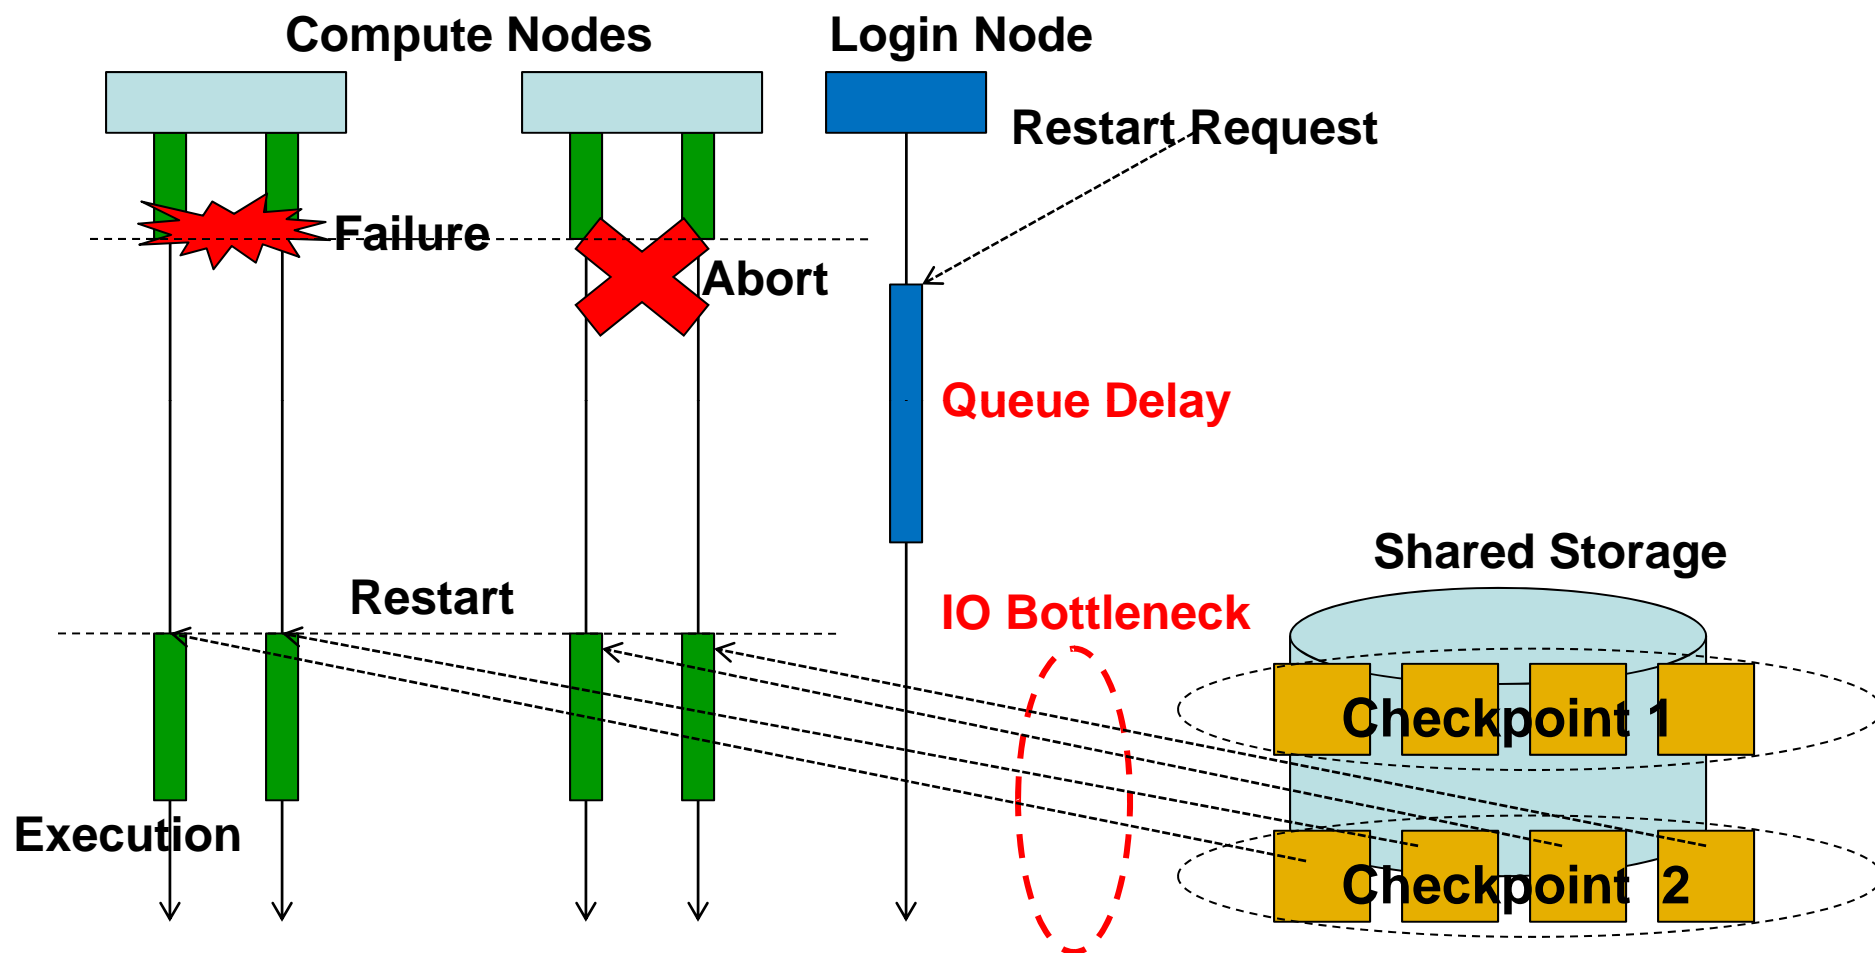 Compute Nodes
Login Node
Restart Request
Failure
Abort
Queue Delay
Shared Storage
Restart
IO Bottleneck
Checkpoint 1
Execution
Checkpoint 2